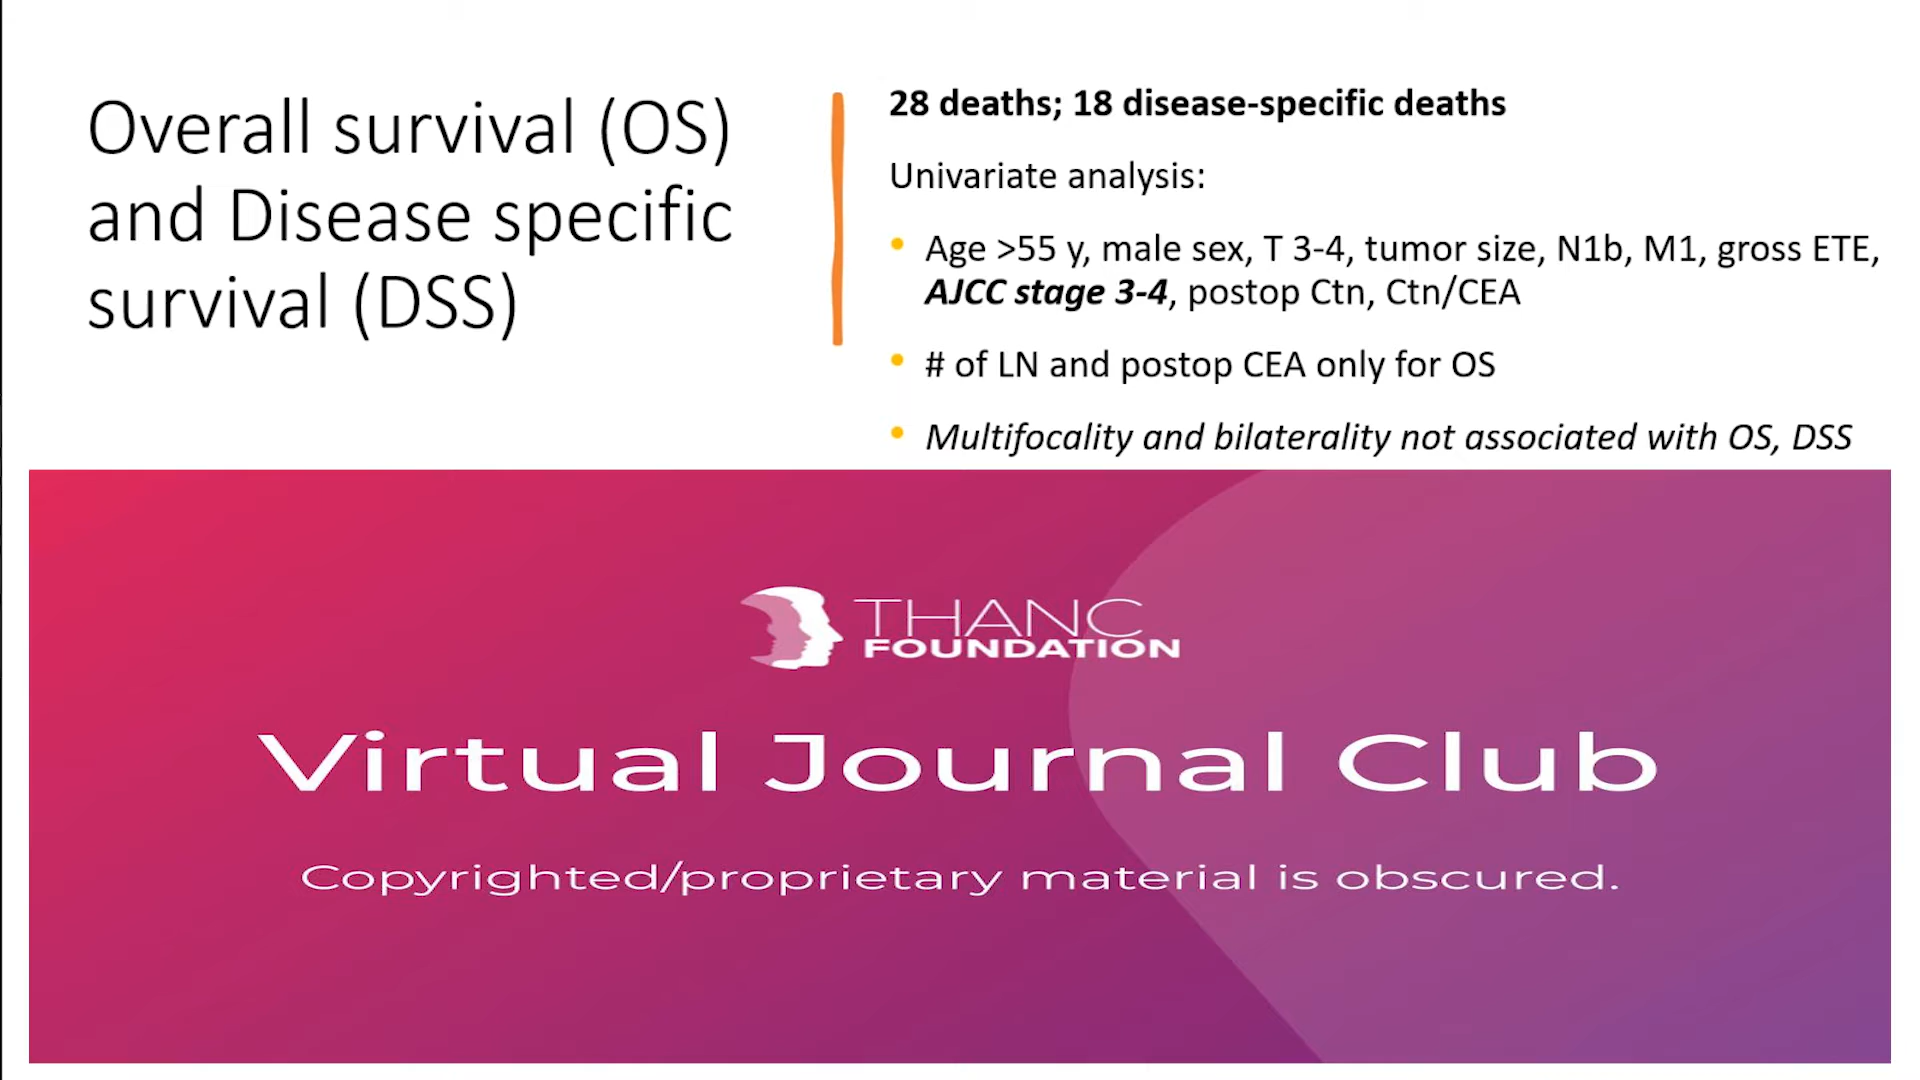 Overall survival (OS)
and Disease specific
survival (DSS)
28 deaths; 18 disease-specific deaths
Univariate analysis:
• Age >55 y, male sex, T 3-4, tumor size, N1b, M1, gross ETE,
AJCC stage 3-4, postop Ctn, Ctn/CEA
• # of LN and postop CEA only for OS
• Multifocality and bilaterality not associated with OS, DSS
THANC
FOUNDATION
Virtual Journal Club
Copyrighted/proprietary material is obscured.